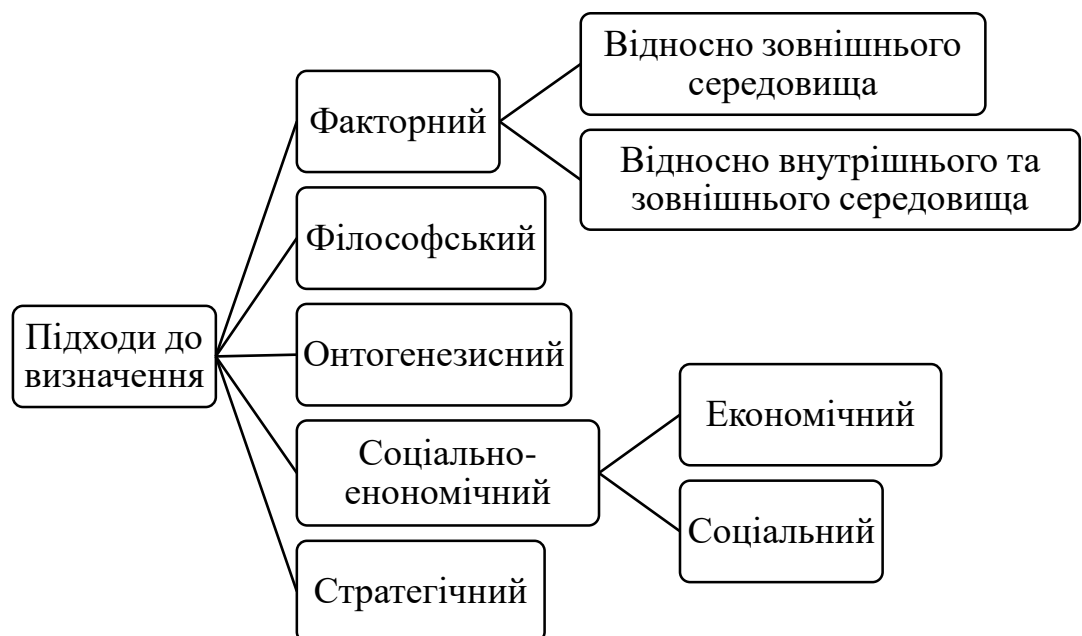 Відносно зовнішнього
середовища
Факторний
Відносно внутрішнього та
зовнішнього середовища
Філософський
Підходи до
визначення
Онтогенезисний
Економічний
Соціально-
енономічний
Соціальний
Стратегічний